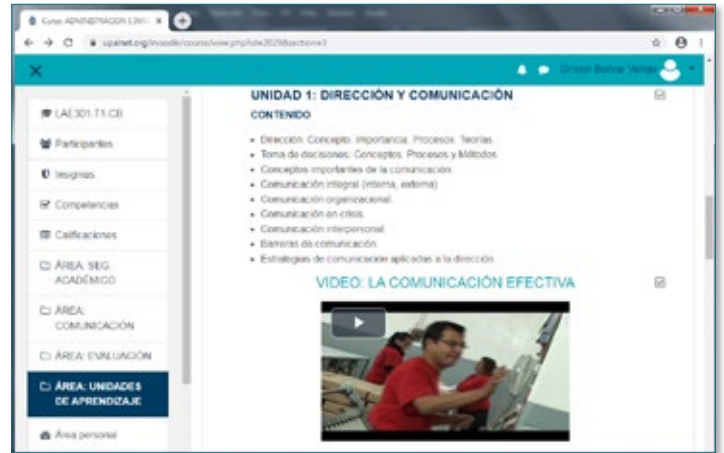 Curso: ADMINISTRACIÓN
LAE301-T1-CB
Participantes
Insignias
Competencias
Calificaciones
ÁREA: SEG.
ACADÉMICO
ÁREA:
COMUNICACIÓN
ÁREA: EVALUACIÓN
ÁREA: UNIDADES
DE APRENDIZAJE
Área personal
UNIDAD 1: DIRECCIÓN Y COMUNICACIÓN
CONTENIDO
Dirección: Concepto. Importancia. Procesos. Teorías.
Toma de decisiones: Conceptos. Procesos y Métodos
Conceptos importantes de la comunicación
Comunicación integral (interna, externa)
Comunicación organizacional.
Comunicación en crisis.
Comunicación interpersonal.
Barreras de comunicación.
Estrategias de comunicación aplicadas a la dirección
VIDEO: LA COMUNICACIÓN EFECTIVA